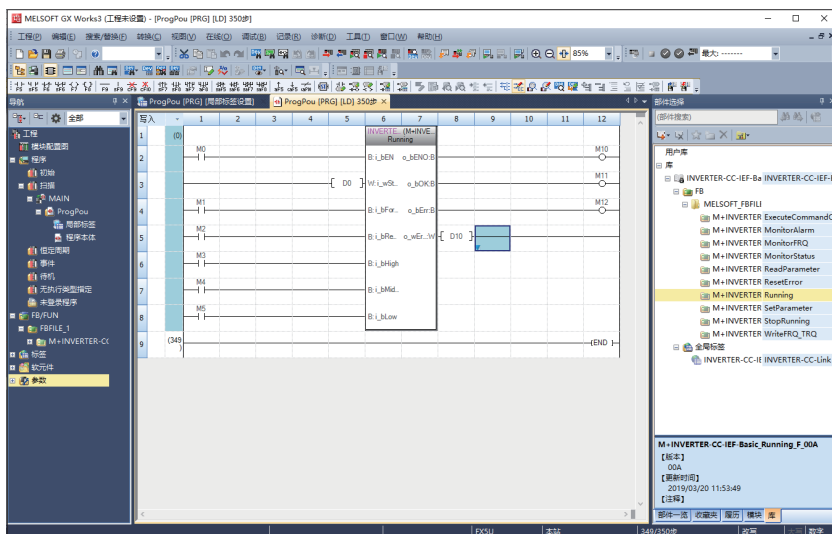 MELSOFT GX Works3 (工程未设置) - [ProgPou [PRG] [LD] 350步]
工程(P) 编辑(E) 搜索/替换(F) 转换(C) 视图(V) 在线(O) 调试(B) 记录(R) 诊断(D) 工具(T) 窗口(W) 帮助(H)
85%
最大: -------
导航
ProgPou [PRG] [局部标签设置]
ProgPou [PRG] [LD] 350步
部件选择
全部
(部件搜索)
写入 1 2 3 4 5 6 7 8 9 10 11 12
工程
模块配置图
程序
初始
扫描
MAIN
ProgPou
局部标签
程序本体
恒定周期
事件
待机
无执行类型指定
未登录程序
FB/FUN
FBFILE_1
M+INVERTER-C(
标签
软元件
参数
1 (0) INVERTE.. (M+INVE..
Running
2 M0 B:i_bEN o_bENO:B M10
3 D0 W:i_wSt.. o_bOK:B M11
4 M1 B:i_bFor.. o_bErr:B M12
5 M2 B:i_bRe.. o_wEr..:W D10
6 M3 B:i_bHigh
7 M4 B:i_bMid..
8 M5 B:i_bLow
9 (349) END
用户库
库
INVERTER-CC-IEF-Ba INVERTER-CC-IEF-I
FB
MELSOFT_FBFILI
M+INVERTER ExecuteCommandC
M+INVERTER MonitorAlarm
M+INVERTER MonitorFRQ
M+INVERTER MonitorStatus
M+INVERTER ReadParameter
M+INVERTER ResetError
M+INVERTER Running
M+INVERTER SetParameter
M+INVERTER StopRunning
M+INVERTER WriteFRQ_TRQ
全局标签
INVERTER-CC-IE INVERTER-CC-Link
M+INVERTER-CC-IEF-Basic_Running_F_00A
【版本】
00A
【更新时间】
2019/03/20 11:53:49
【注释】
部件一览 收藏夹 履历 模块 库
FX5U 本站 349/350步 改写 大写 数字